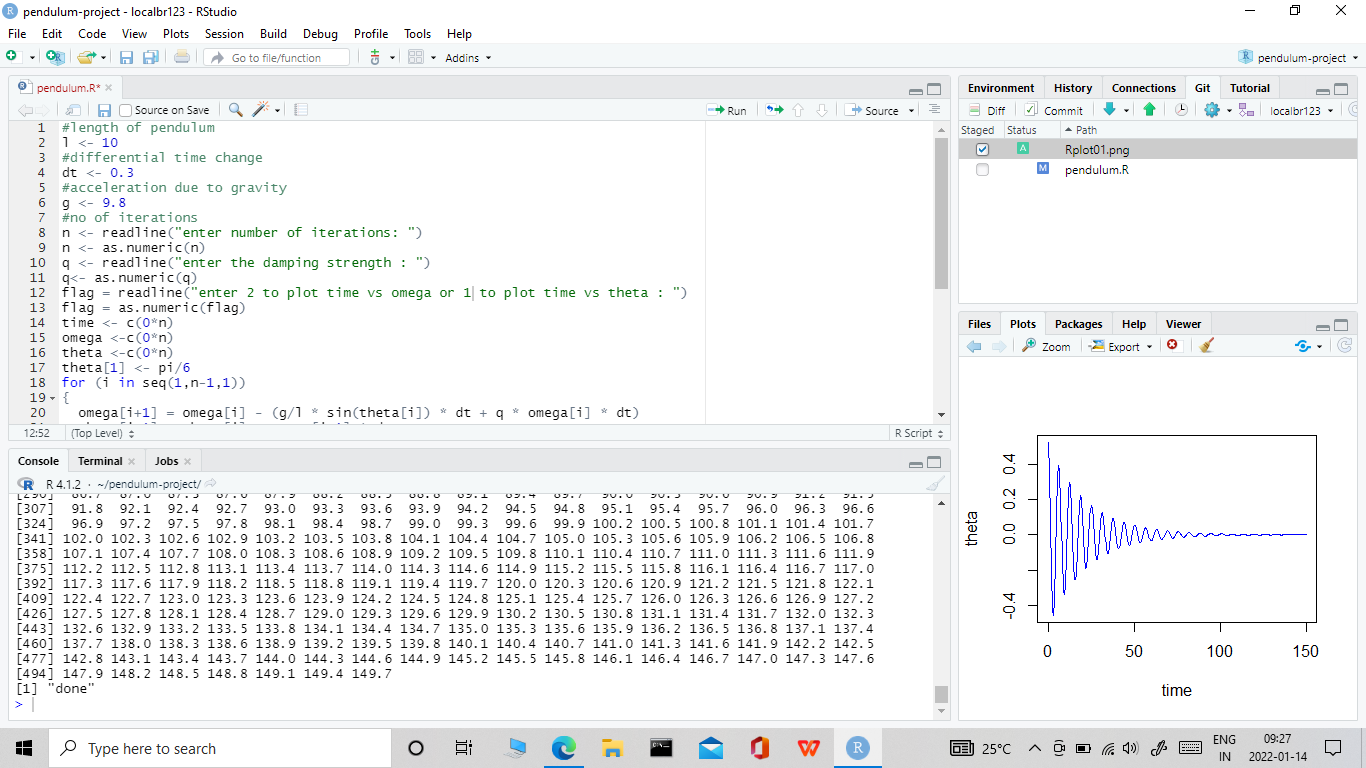 pendulum-project - localbr123 - RStudio
File Edit Code View Plots Session Build Debug Profile Tools Help
Go to file/function Addins pendulum-project
pendulum.R*
Source on Save Run Source
1 #length of pendulum
2 l <- 10
3 #differential time change
4 dt <- 0.3
5 #acceleration due to gravity
6 g <- 9.8
7 #no of iterations
8 n <- readline("enter number of iterations: ")
9 n <- as.numeric(n)
10 q <- readline("enter the damping strength : ")
11 q<- as.numeric(q)
12 flag = readline("enter 2 to plot time vs omega or 1 to plot time vs theta : ")
13 flag = as.numeric(flag)
14 time <- c(0*n)
15 omega <-c(0*n)
16 theta <-c(0*n)
17 theta[1] <- pi/6
18 for (i in seq(1,n-1,1))
19 {
20 omega[i+1] = omega[i] - (g/l * sin(theta[i]) * dt + q * omega[i] * dt)
12:52 (Top Level) R Script
Console Terminal Jobs
R 4.1.2 · ~/pendulum-project/
[307] 91.8 92.1 92.4 92.7 93.0 93.3 93.6 93.9 94.2 94.5 94.8 95.1 95.4 95.7 96.0 96.3 96.6
[324] 96.9 97.2 97.5 97.8 98.1 98.4 98.7 99.0 99.3 99.6 99.9 100.2 100.5 100.8 101.1 101.4 101.7
[341] 102.0 102.3 102.6 102.9 103.2 103.5 103.8 104.1 104.4 104.7 105.0 105.3 105.6 105.9 106.2 106.5 106.8
[358] 107.1 107.4 107.7 108.0 108.3 108.6 108.9 109.2 109.5 109.8 110.1 110.4 110.7 111.0 111.3 111.6 111.9
[375] 112.2 112.5 112.8 113.1 113.4 113.7 114.0 114.3 114.6 114.9 115.2 115.5 115.8 116.1 116.4 116.7 117.0
[392] 117.3 117.6 117.9 118.2 118.5 118.8 119.1 119.4 119.7 120.0 120.3 120.6 120.9 121.2 121.5 121.8 122.1
[409] 122.4 122.7 123.0 123.3 123.6 123.9 124.2 124.5 124.8 125.1 125.4 125.7 126.0 126.3 126.6 126.9 127.2
[426] 127.5 127.8 128.1 128.4 128.7 129.0 129.3 129.6 129.9 130.2 130.5 130.8 131.1 131.4 131.7 132.0 132.3
[443] 132.6 132.9 133.2 133.5 133.8 134.1 134.4 134.7 135.0 135.3 135.6 135.9 136.2 136.5 136.8 137.1 137.4
[460] 137.7 138.0 138.3 138.6 138.9 139.2 139.5 139.8 140.1 140.4 140.7 141.0 141.3 141.6 141.9 142.2 142.5
[477] 142.8 143.1 143.4 143.7 144.0 144.3 144.6 144.9 145.2 145.5 145.8 146.1 146.4 146.7 147.0 147.3 147.6
[494] 147.9 148.2 148.5 148.8 149.1 149.4 149.7
[1] "done"
>
Environment History Connections Git Tutorial
Diff Commit localbr123
Staged Status Path
A Rplot01.png
M pendulum.R
Files Plots Packages Help Viewer
Zoom Export
theta
0.4
0.2
0.0
-0.4
0 50 100 150
time
Type here to search
25°C
ENG
IN
09:27
2022-01-14